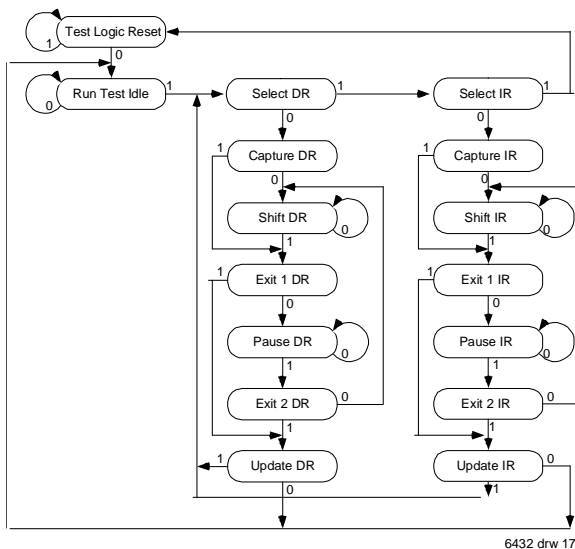 Test Logic Reset
1
0
Run Test Idle
0
1
Select DR
1
Select IR
1
0
0
1
Capture DR
0
1
Capture IR
0
Shift DR
0
1
Shift IR
0
1
1
Exit 1 DR
0
1
Exit 1 IR
0
Pause DR
0
1
Pause IR
0
1
Exit 2 DR
0
1
Exit 2 IR
0
1
1
Update DR
0
Update IR
0
1
6432 drw 17